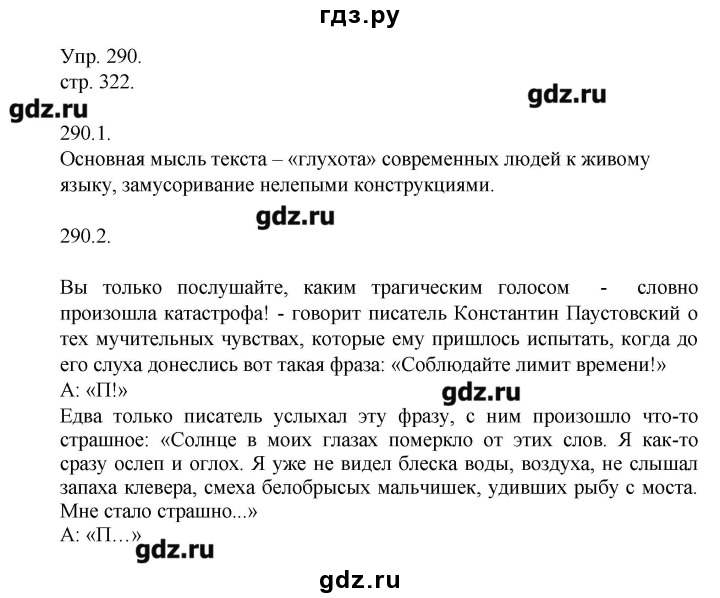 гдз.ру
Упр. 290.
стр. 322.
gdz.ru
gdz.ru
290.1.
Основная мысль текста – «глухота» современных людей к живому
языку, замусоривание нелепыми конструкциями.
gdz.ru
290.2.
Вы только послушайте, каким трагическим голосом - словно
произошла катастрофа! - говорит писатель Константин Паустовский о
тех мучительных чувствах, которые ему пришлось испытать, когда до
его слуха донеслись вот такая фраза: «Соблюдайте лимит времени!»
А: «П!»
gdz.ru
Едва только писатель услыхал эту фразу, с ним произошло что-то
страшное: «Солнце в моих глазах померкло от этих слов. Я как-то
сразу ослеп и оглох. Я уже не видел блеска воды, воздуха, не слышал
запаха клевера, смеха белобрысых мальчишек, удивших рыбу с моста.
Мне стало страшно...»
А: «П…»
gdz.ru
gdz.ru